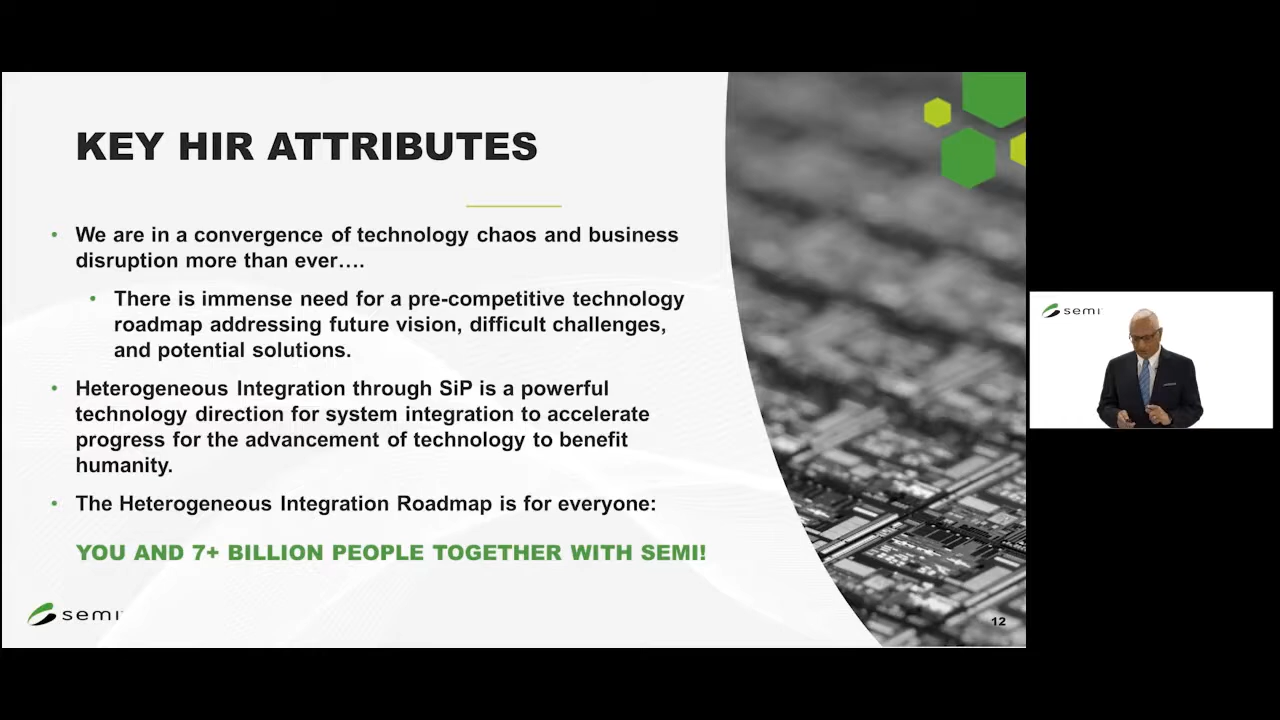 KEY HIR ATTRIBUTES
• We are in a convergence of technology chaos and business
disruption more than ever....
• There is immense need for a pre-competitive technology
roadmap addressing future vision, difficult challenges,
and potential solutions.
• Heterogeneous Integration through SiP is a powerful
technology direction for system integration to accelerate
progress for the advancement of technology to benefit
humanity.
• The Heterogeneous Integration Roadmap is for everyone:
YOU AND 7+ BILLION PEOPLE TOGETHER WITH SEMI!
semi
12
semi